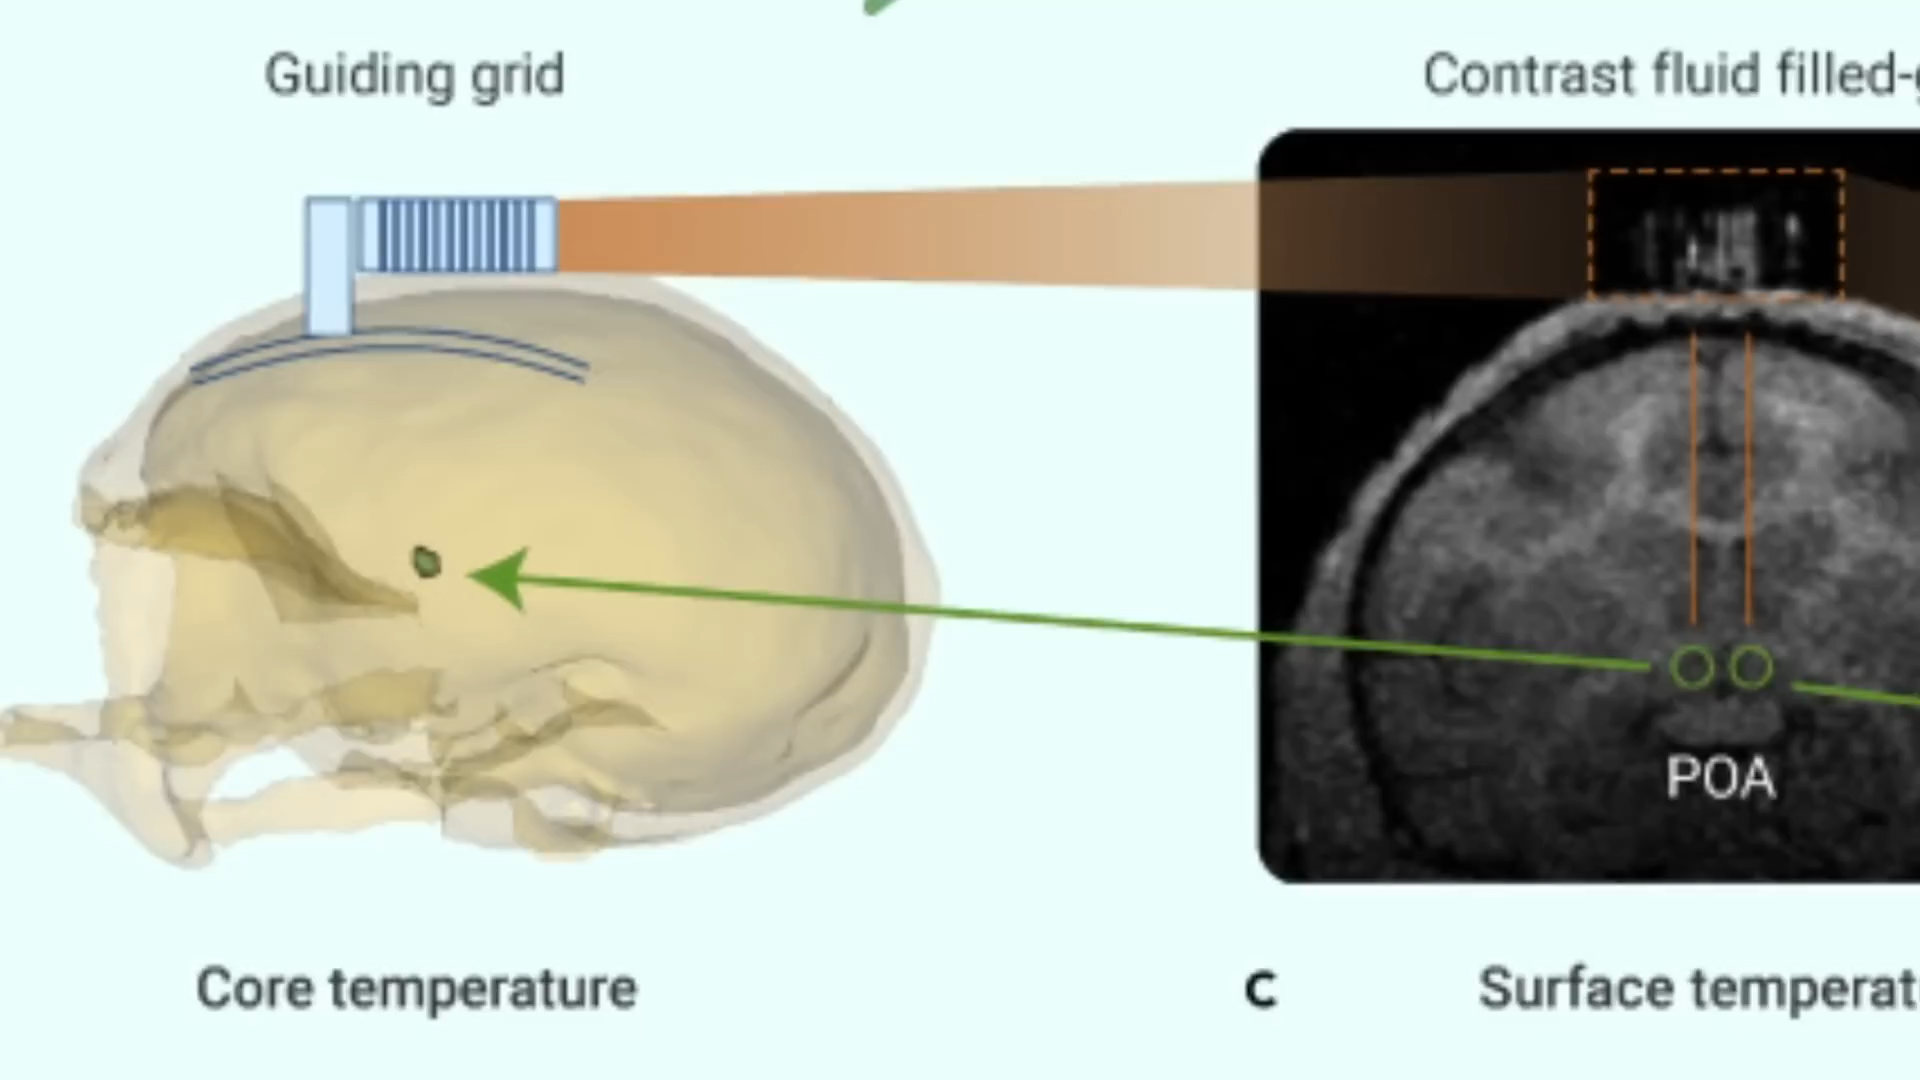 Guiding grid
Contrast fluid filled-
POA
Core temperature
C
Surface temperat